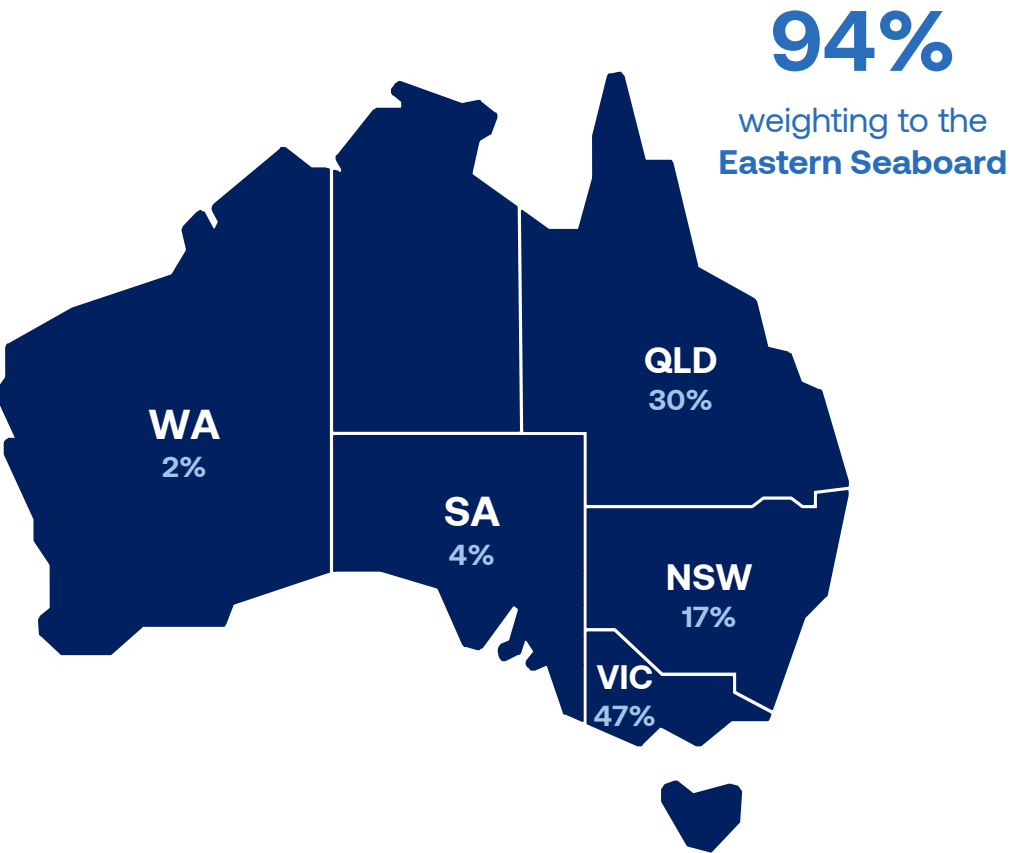 94%
weighting to the
Eastern Seaboard
QLD
30%
WA
2%
SA
4%
NSW
17%
VIC
47%